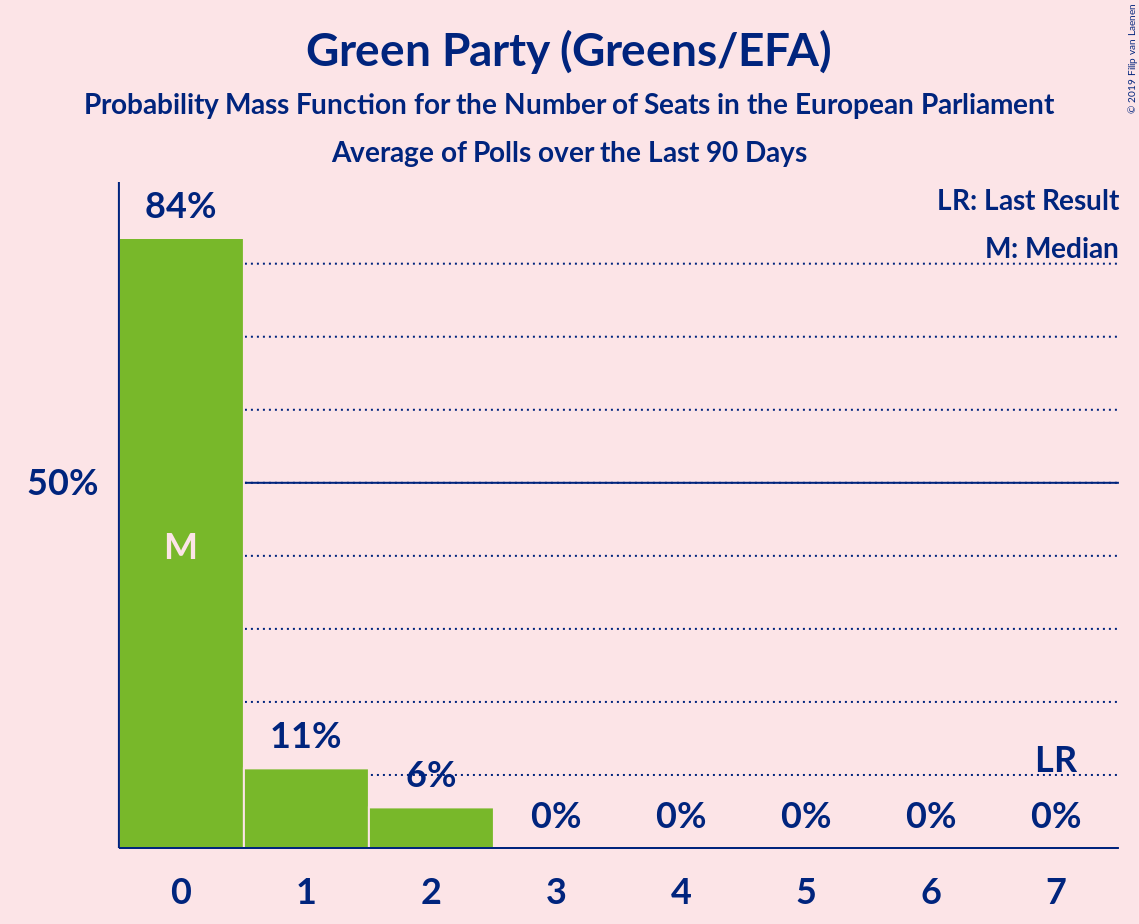 Green Party (Greens/EFA)
Probability Mass Function for the Number of Seats in the European Parliament
Average of Polls over the Last 90 Days
© 2019 Filip van Laenen
LR: Last Result
M: Median
84%
50%
M
11%
6%
LR
0% 0% 0% 0% 0%
0 1 2 3 4 5 6 7